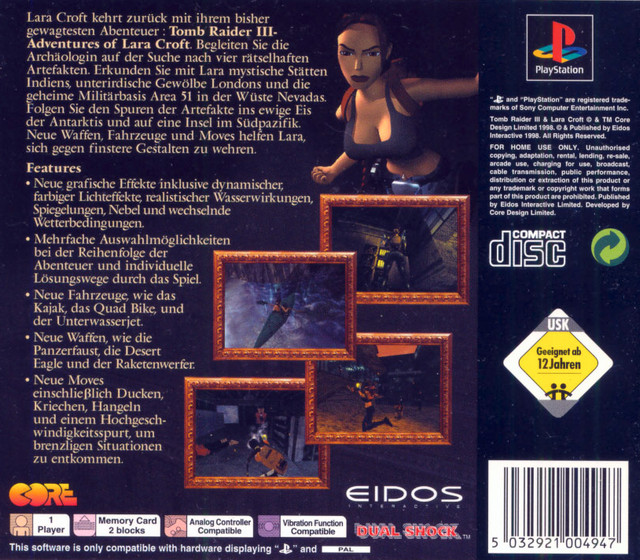 Lara Croft kehrt zurück mit ihrem bisher
gewagtesten Abenteuer : Tomb Raider III-
Adventures of Lara Croft. Begleiten Sie die
Archäologin auf der Suche nach vier rätselhaften
Artefakten. Erkunden Sie mit Lara mystische Stätten
Indiens, unterirdische Gewölbe Londons und die
geheime Militärbasis Area 51 in der Wüste Nevadas.
Folgen Sie den Spuren der Artefakte ins ewige Eis
der Antarktis und auf eine Insel im Südpazifik.
Neue Waffen, Fahrzeuge und Moves helfen Lara,
sich gegen finstere Gestalten zu wehren.
Features
• Neue grafische Effekte inklusive dynamischer,
farbiger Lichteffekte, realistischer Wasserwirkungen,
Spiegelungen, Nebel und wechselnde
Wetterbedingungen.
• Mehrfache Auswahlmöglichkeiten
bei der Reihenfolge der
Abenteuer und individuelle
Lösungswege durch das Spiel.
• Neue Fahrzeuge, wie das
Kajak, das Quad Bike, und
der Unterwasserjet.
• Neue Waffen, wie die
Panzerfaust, die Desert
Eagle und der Raketenwerfer.
• Neue Moves
einschließlich Ducken,
Kriechen, Hangeln
und einem Hochgesch-
windigkeitsspurt, um
brenzligen Situationen
zu entkommen.
CORE
EIDOS
INTERACTIVE
1
Player
Memory Card
2 blocks
Analog Controller
Compatible
Vibration Function
Compatible
DUAL SHOCK™
This software is only compatible with hardware displaying " " and PAL
PlayStation
" " and "PlayStation" are registered trade-
marks of Sony Computer Entertainment Inc.
Tomb Raider III & Lara Croft © & TM Core
Design Limited 1998. © & Published by Eidos
Interactive 1998. All Rights Reserved.
FOR HOME USE ONLY. Unauthorised
copying, adaptation, rental, lending, re-sale,
arcade use, charging for use, broadcast,
cable transmission, public performance,
distribution or extraction of this product or
any trademark or copyright work that forms
part of this product are prohibited. Published
by Eidos Interactive Limited. Developed by
Core Design Limited.
COMPACT
disc
USK
Geeignet ab
12 Jahren
5 032921 004947